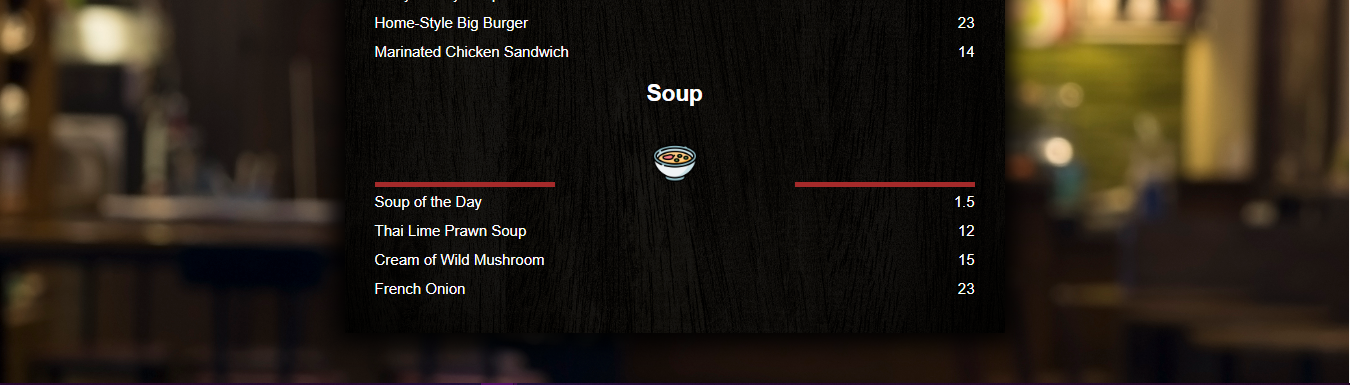 Home-Style Big Burger 23
Marinated Chicken Sandwich 14
Soup
Soup of the Day 1.5
Thai Lime Prawn Soup 12
Cream of Wild Mushroom 15
French Onion 23